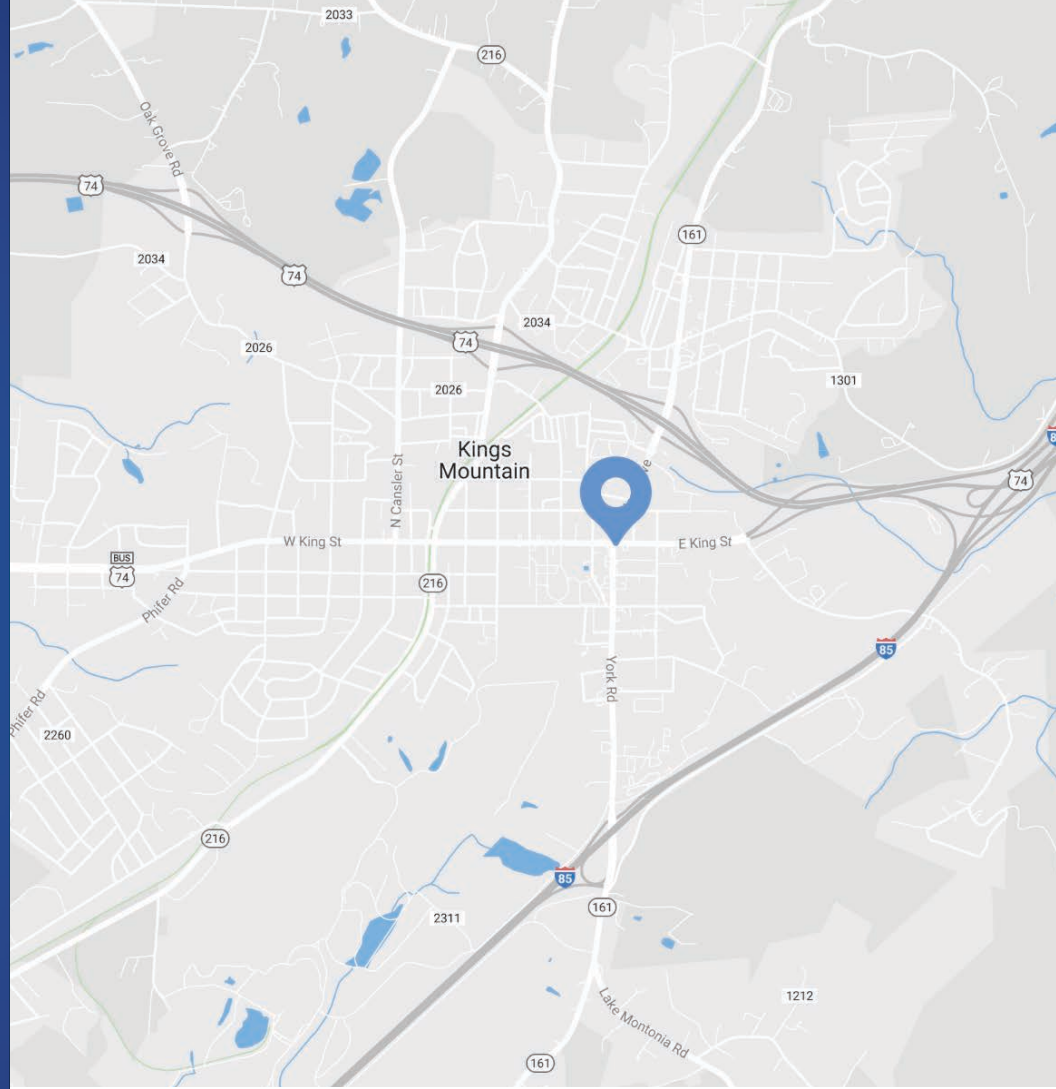 2033
216
Oak Grove Rd
74
161
2034
74
2034
74
2026
1301
2026
8
Kings
Mountain
ve
74
N Cansler St
W King St
E King St
BUS
74
216
Phifer Rd
85
York Rd
Phifer Rd
2260
216
85
161
2311
1212
Lake Montonia Rd
161